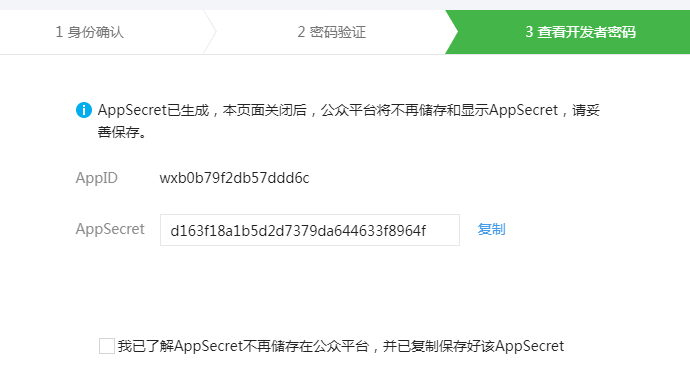 1 身份确认
2 密码验证
3 查看开发者密码
AppSecret已生成，本页面关闭后，公众平台将不再储存和显示AppSecret，请妥
善保存。
AppID wxb0b79f2db57ddd6c
AppSecret d163f18a1b5d2d7379da644633f8964f 复制
我已了解AppSecret不再储存在公众平台，并已复制保存好该AppSecret